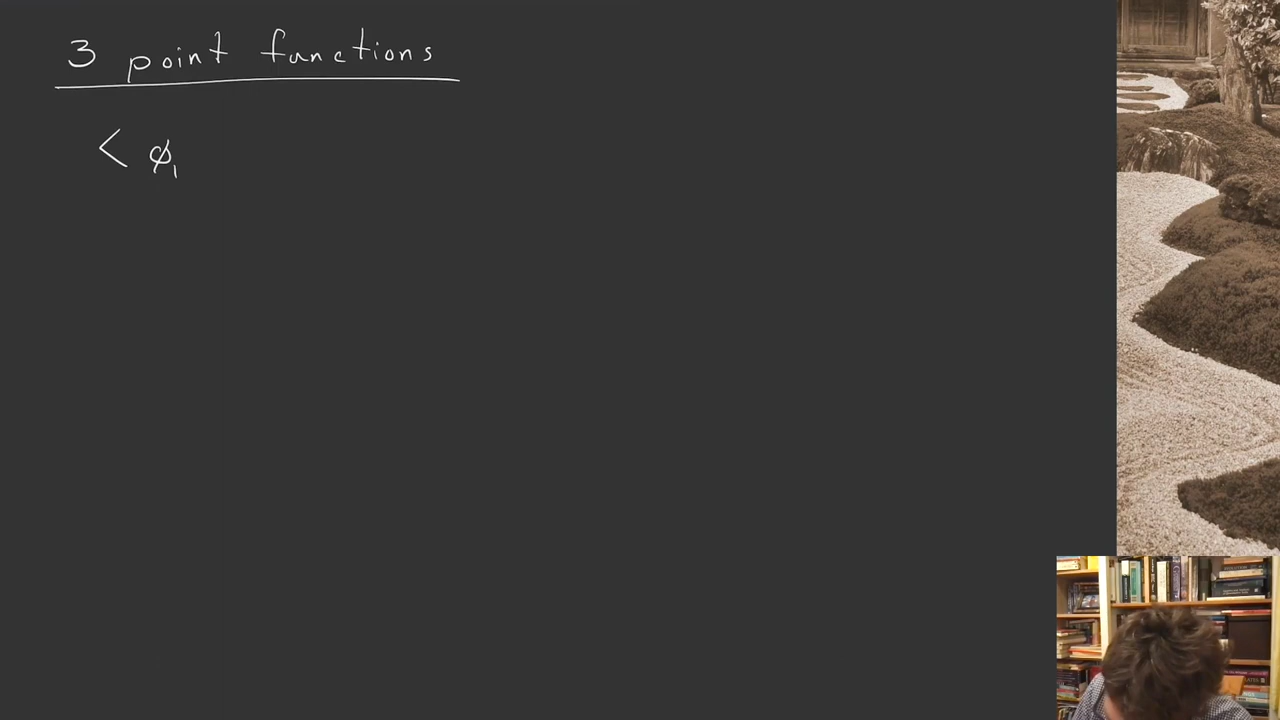 3 point functions
< ϕ₁